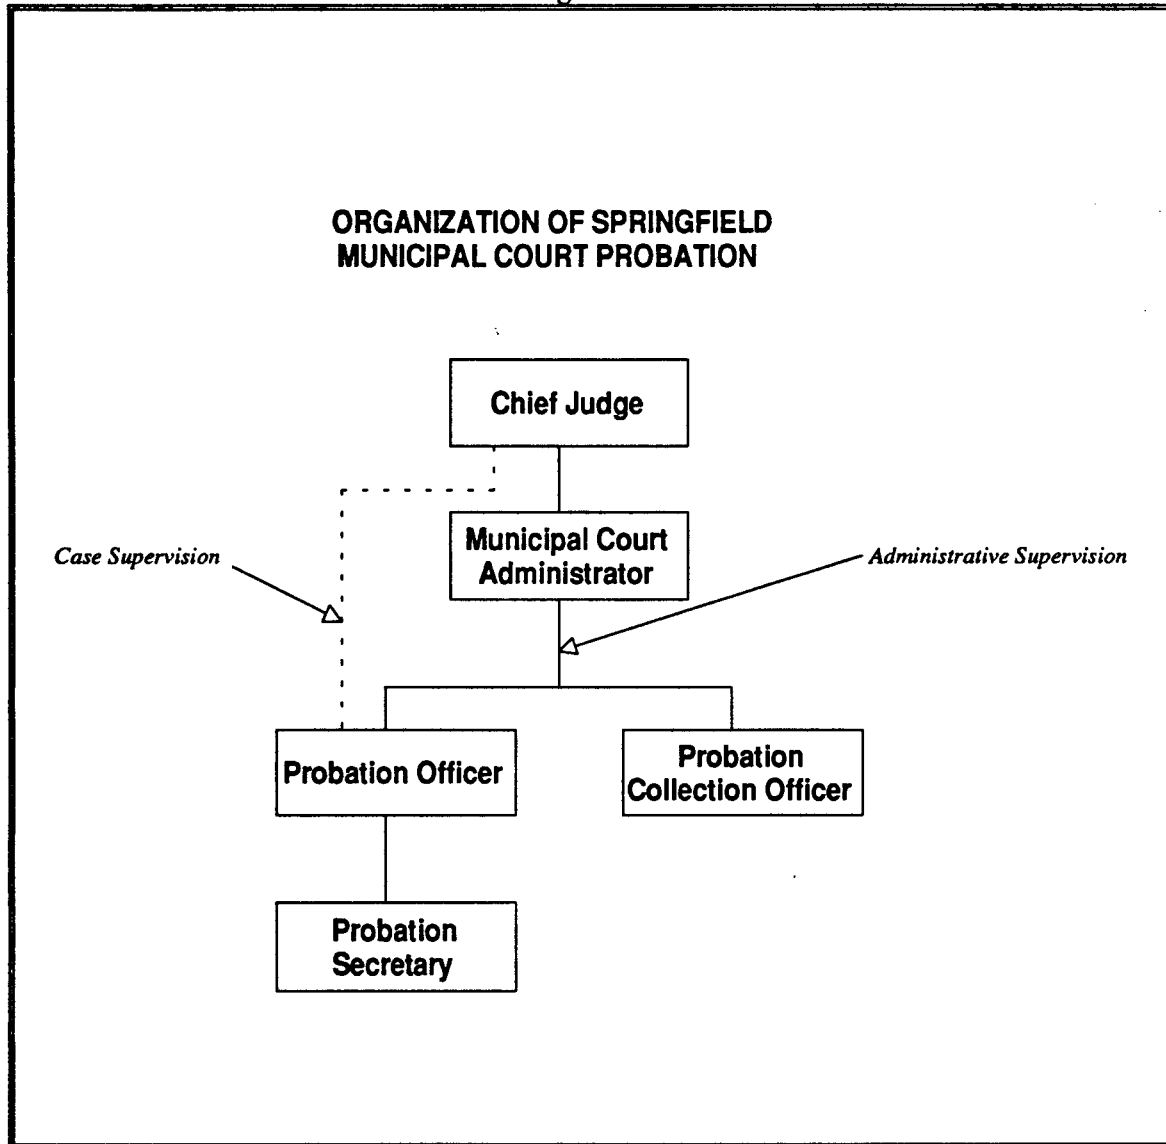 ORGANIZATION OF SPRINGFIELD
MUNICIPAL COURT PROBATION
Chief Judge
Municipal Court
Administrator
Case Supervision
Administrative Supervision
Probation Officer
Probation
Collection Officer
Probation
Secretary